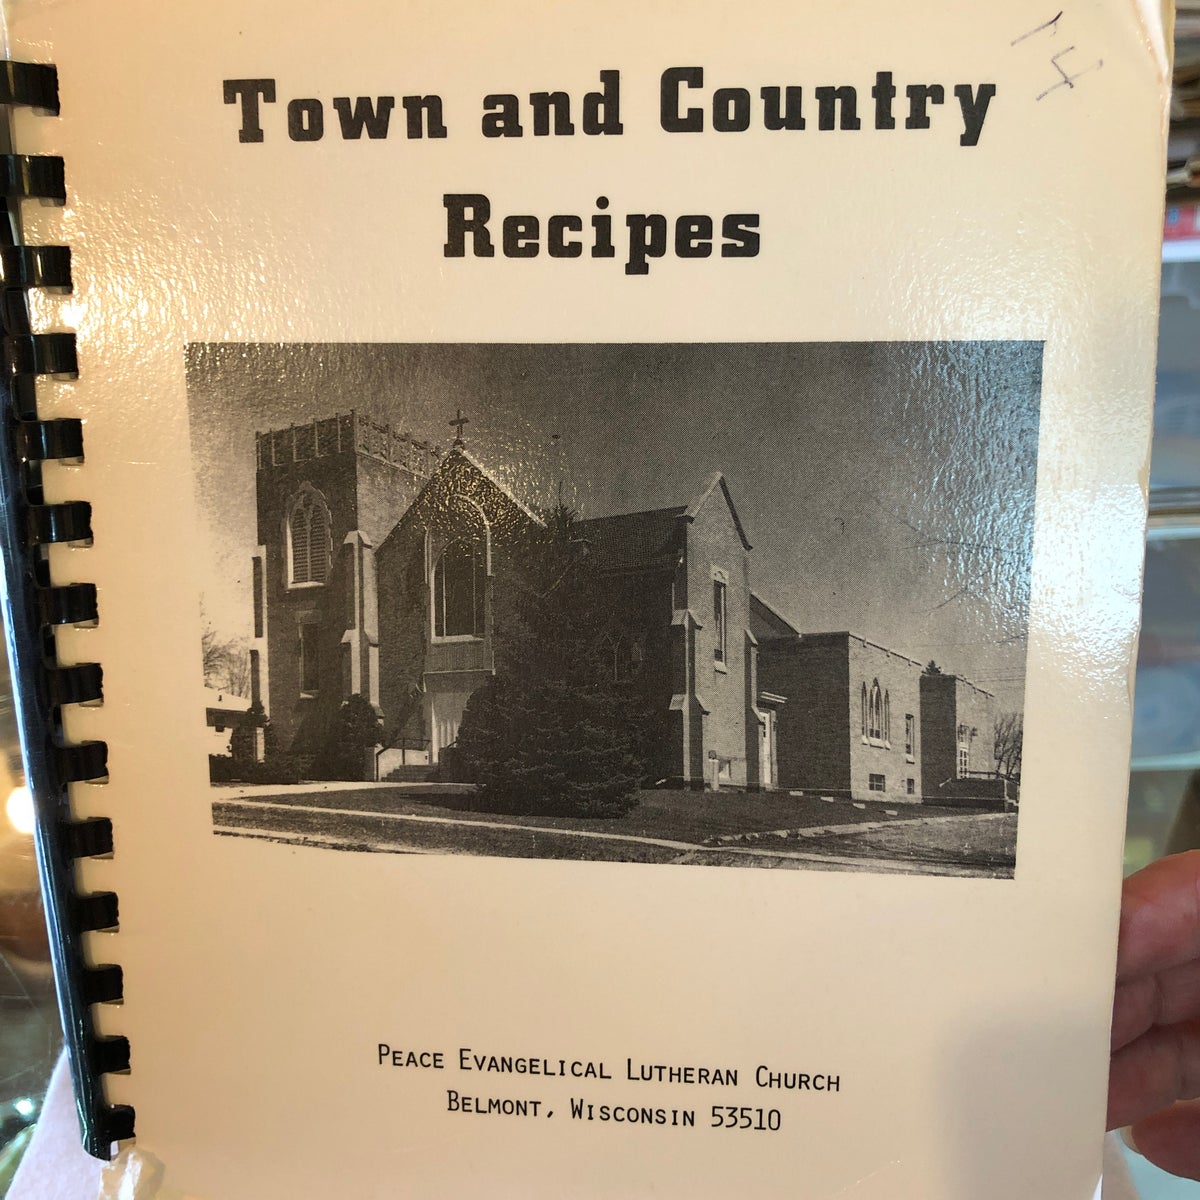 Town and Country
Recipes
PEACE EVANGELICAL LUTHERAN CHURCH
BELMONT, WISCONSIN 53510